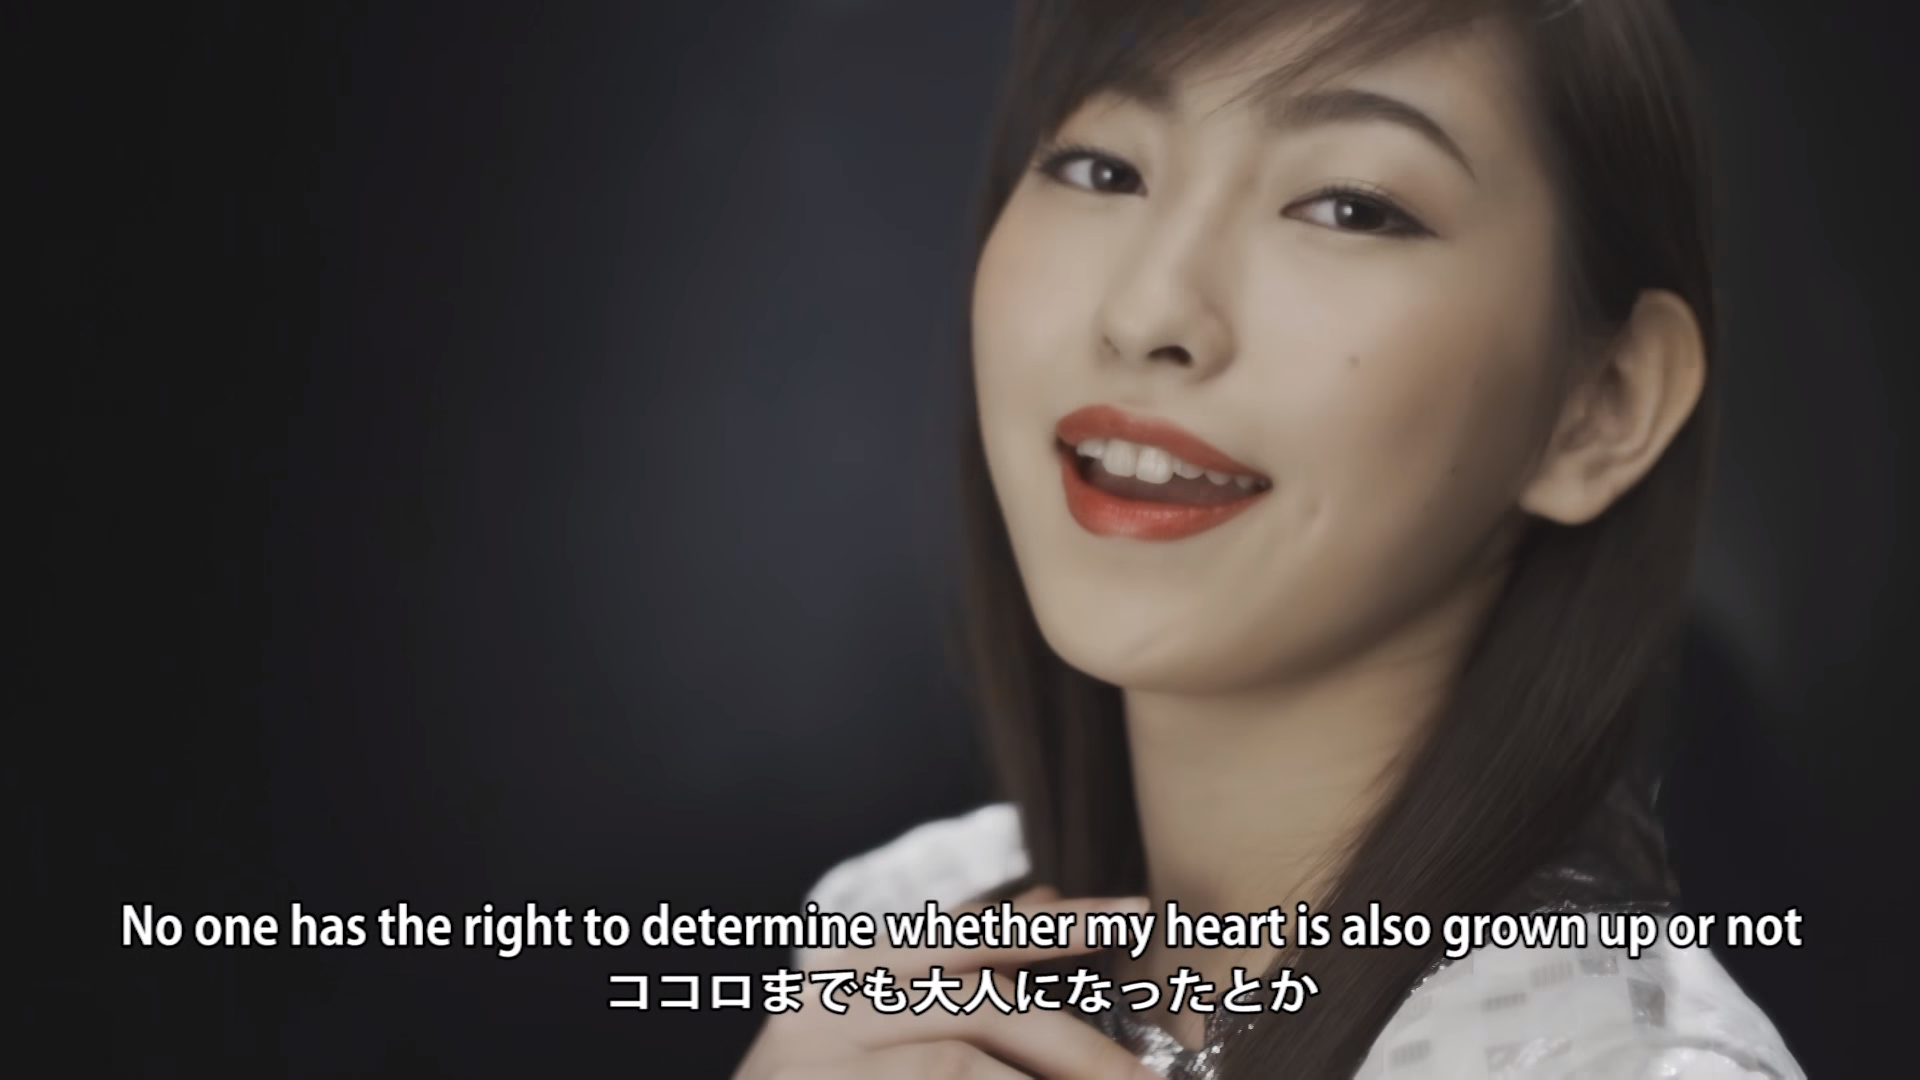 No one has the right to determine whether my heart is also grown up or not
ココロまでも大人になったとか